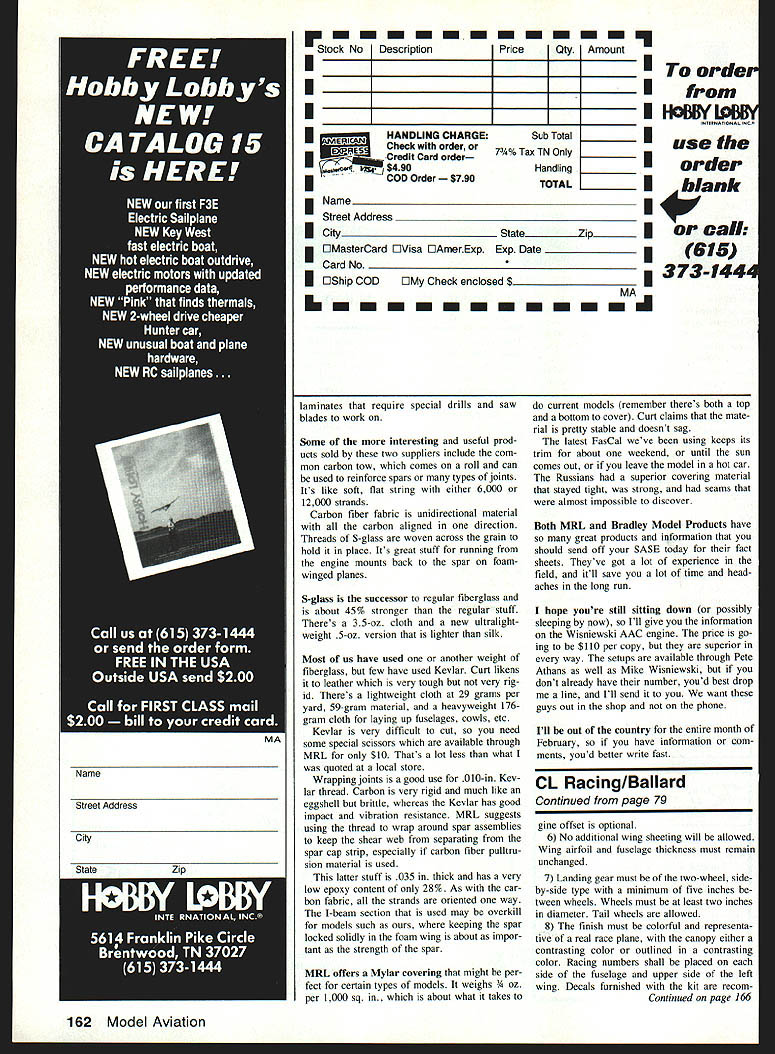 FREE!
Hobby Lobby's
NEW!
CATALOG 15
is HERE!
NEW our first F3E
Electric Sailplane
NEW Key West
fast electric boat,
NEW hot electric boat outdrive,
NEW electric motors with updated
performance data,
NEW "Pink" that finds thermals,
NEW 2-wheel drive cheaper
Hunter car,
NEW unusual boat and plane
hardware,
NEW RC sailplanes . . .
HOBBY LOBBY
Call us at (615) 373-1444
or send the order form.
FREE IN THE USA
Outside USA send $2.00
Call for FIRST CLASS mail
$2.00 — bill to your credit card.
MA
Name
Street Address
City
State Zip
HOBBY LOBBY
INTERNATIONAL, INC.®
5614 Franklin Pike Circle
Brentwood, TN 37027
(615) 373-1444
Stock No Description Price Qty. Amount
AMERICAN EXPRESS
MasterCard VISA
HANDLING CHARGE:
Check with order, or
Credit Card order—
$4.90
COD Order — $7.90
Sub Total
7¾% Tax TN Only
Handling
TOTAL
Name
Street Address
City State Zip
☐MasterCard ☐Visa ☐Amer.Exp. Exp. Date
Card No.
☐Ship COD ☐My Check enclosed $
MA
To order
from
HOBBY LOBBY
INTERNATIONAL, INC.®
use the
order
blank
or call:
(615)
373-1444
laminates that require special drills and saw
blades to work on.
Some of the more interesting and useful prod-
ucts sold by these two suppliers include the com-
mon carbon tow, which comes on a roll and can
be used to reinforce spars or many types of joints.
It's like soft, flat string with either 6,000 or
12,000 strands.
Carbon fiber fabric is unidirectional material
with all the carbon aligned in one direction.
Threads of S-glass are woven across the grain to
hold it in place. It's great stuff for running from
the engine mounts back to the spar on foam-
winged planes.
S-glass is the successor to regular fiberglass and
is about 45% stronger than the regular stuff.
There's a 3.5-oz. cloth and a new ultralight-
weight .5-oz. version that is lighter than silk.
Most of us have used one or another weight of
fiberglass, but few have used Kevlar. Curt likens
it to leather which is very tough but not very rig-
id. There's a lightweight cloth at 29 grams per
yard, 59-gram material, and a heavyweight 176-
gram cloth for laying up fuselages, cowls, etc.
Kevlar is very difficult to cut, so you need
some special scissors which are available through
MRL for only $10. That's a lot less than what I
was quoted at a local store.
Wrapping joints is a good use for .010-in. Kev-
lar thread. Carbon is very rigid and much like an
eggshell but brittle, whereas the Kevlar has good
impact and vibration resistance. MRL suggests
using the thread to wrap around spar assemblies
to keep the shear web from separating from the
spar cap strip, especially if carbon fiber pulltru-
sion material is used.
This latter stuff is .035 in. thick and has a very
low epoxy content of only 28%. As with the car-
bon fabric, all the strands are oriented one way.
The I-beam section that is used may be overkill
for models such as ours, where keeping the spar
locked solidly in the foam wing is about as impor-
tant as the strength of the spar.
MRL offers a Mylar covering that might be per-
fect for certain types of models. It weighs ¾ oz.
per 1,000 sq. in., which is about what it takes to
do current models (remember there's both a top
and a bottom to cover). Curt claims that the mate-
rial is pretty stable and doesn't sag.
The latest FasCal we've been using keeps its
trim for about one weekend, or until the sun
comes out, or if you leave the model in a hot car.
The Russians had a superior covering material
that stayed tight, was strong, and had seams that
were almost impossible to discover.
Both MRL and Bradley Model Products have
so many great products and information that you
should send off your SASE today for their fact
sheets. They've got a lot of experience in the
field, and it'll save you a lot of time and head-
aches in the long run.
I hope you're still sitting down (or possibly
sleeping by now), so I'll give you the information
on the Wisniewski AAC engine. The price is go-
ing to be $110 per copy, but they are superior in
every way. The setups are available through Pete
Athans as well as Mike Wisniewski, but if you
don't already have their number, you'd best drop
me a line, and I'll send it to you. We want these
guys out in the shop and not on the phone.
I'll be out of the country for the entire month of
February, so if you have information or com-
ments, you'd better write fast.
CL Racing/Ballard
Continued from page 79
gine offset is optional.
6) No additional wing sheeting will be allowed.
Wing airfoil and fuselage thickness must remain
unchanged.
7) Landing gear must be of the two-wheel, side-
by-side type with a minimum of five inches be-
tween wheels. Wheels must be at least two inches
in diameter. Tail wheels are allowed.
8) The finish must be colorful and representa-
tive of a real race plane, with the canopy either a
contrasting color or outlined in a contrasting
color. Racing numbers shall be placed on each
side of the fuselage and upper side of the left
wing. Decals furnished with the kit are recom-
Continued on page 166
162 Model Aviation